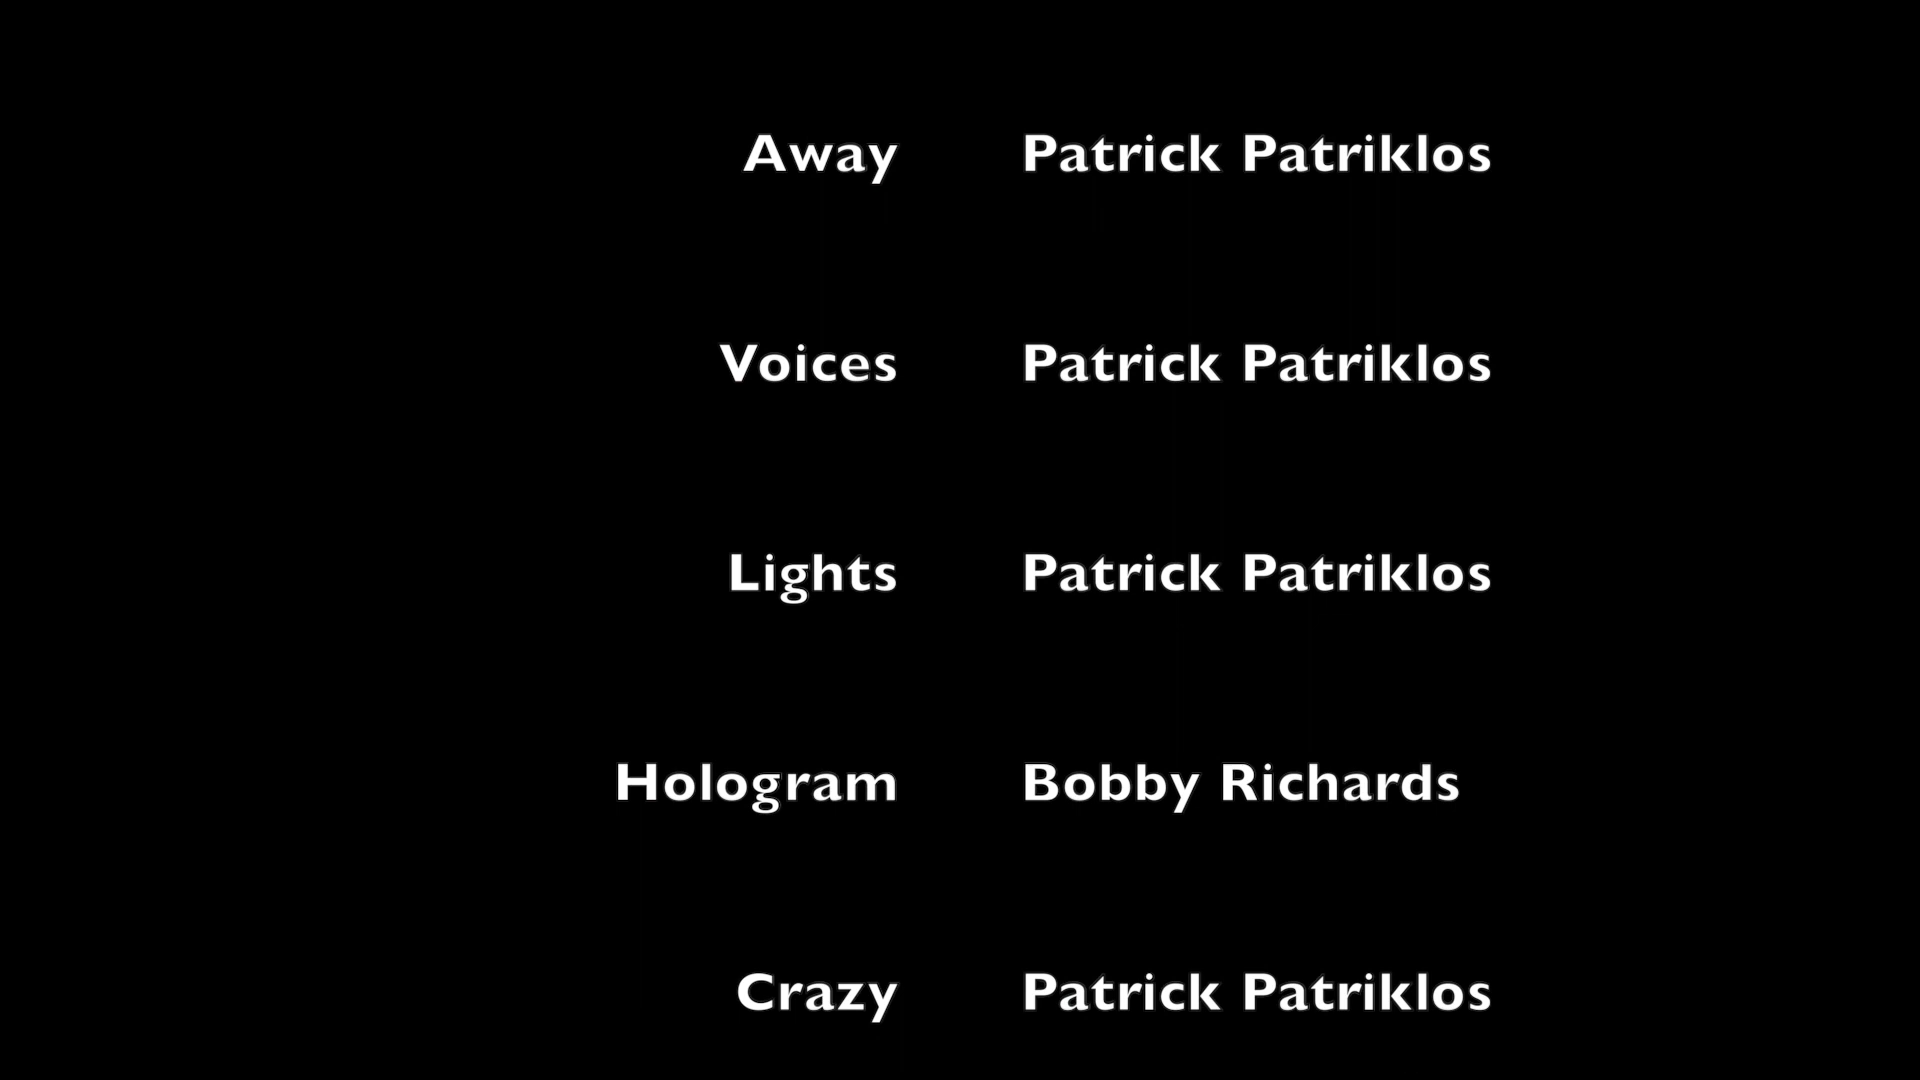 Away Patrick Patriklos
Voices Patrick Patriklos
Lights Patrick Patriklos
Hologram Bobby Richards
Crazy Patrick Patriklos